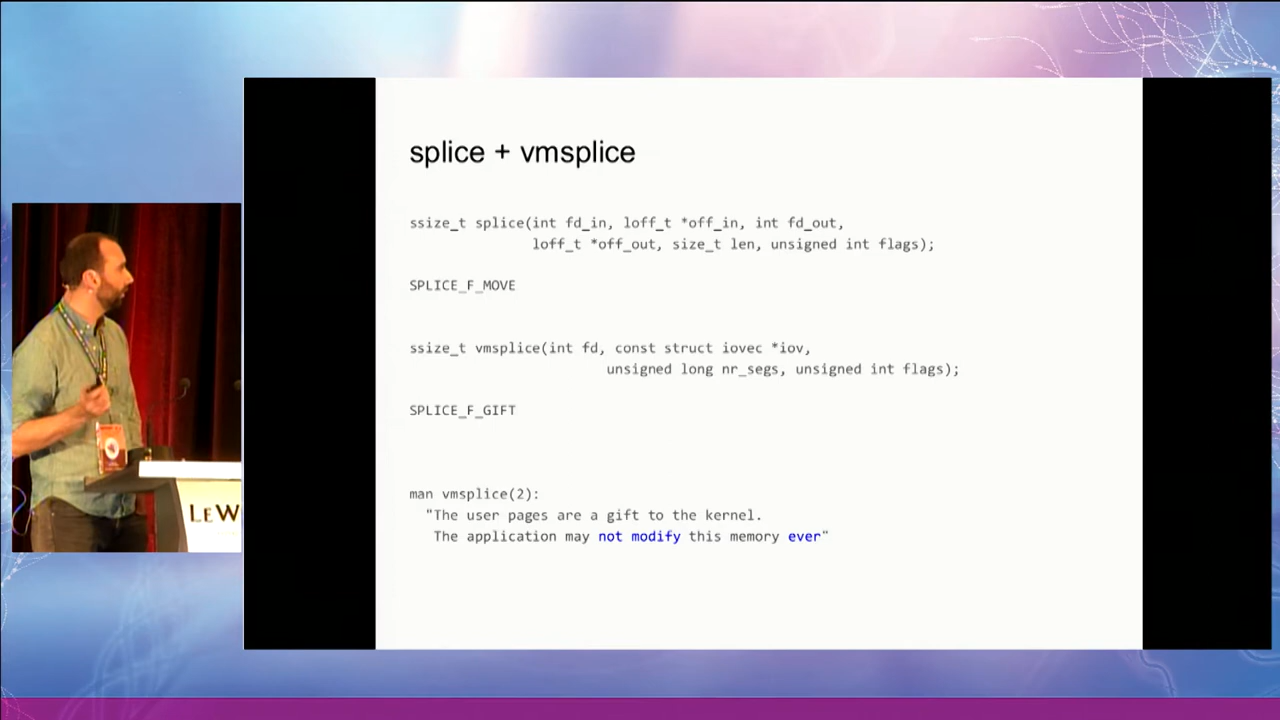 splice + vmsplice
ssize_t splice(int fd_in, loff_t *off_in, int fd_out,
loff_t *off_out, size_t len, unsigned int flags);
SPLICE_F_MOVE
ssize_t vmsplice(int fd, const struct iovec *iov,
unsigned long nr_segs, unsigned int flags);
SPLICE_F_GIFT
man vmsplice(2):
"The user pages are a gift to the kernel.
The application may not modify this memory ever"
LEW